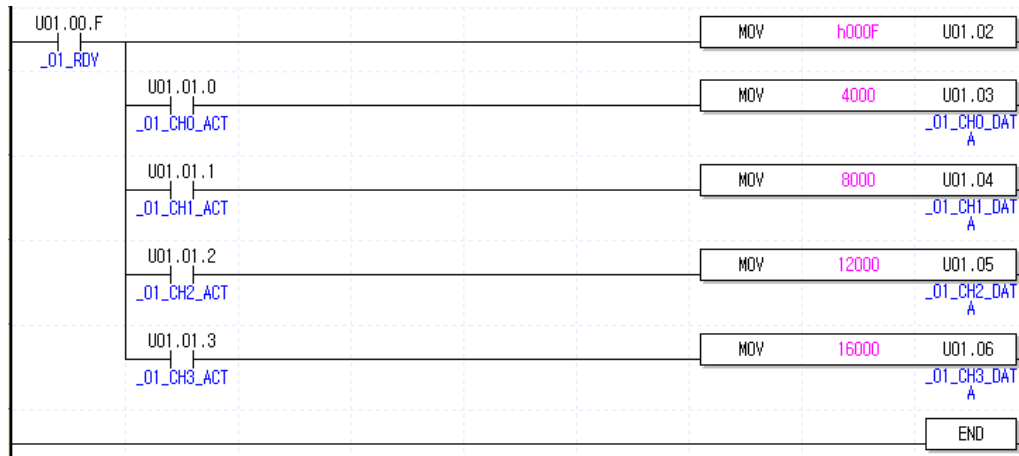 U01.00.F
MOV h000F U01.02
_01_RDY
U01.01.0
MOV 4000 U01.03
_01_CH0_ACT
_01_CH0_DAT
A
U01.01.1
MOV 8000 U01.04
_01_CH1_ACT
_01_CH1_DAT
A
U01.01.2
MOV 12000 U01.05
_01_CH2_ACT
_01_CH2_DAT
A
U01.01.3
MOV 16000 U01.06
_01_CH3_ACT
_01_CH3_DAT
A
END